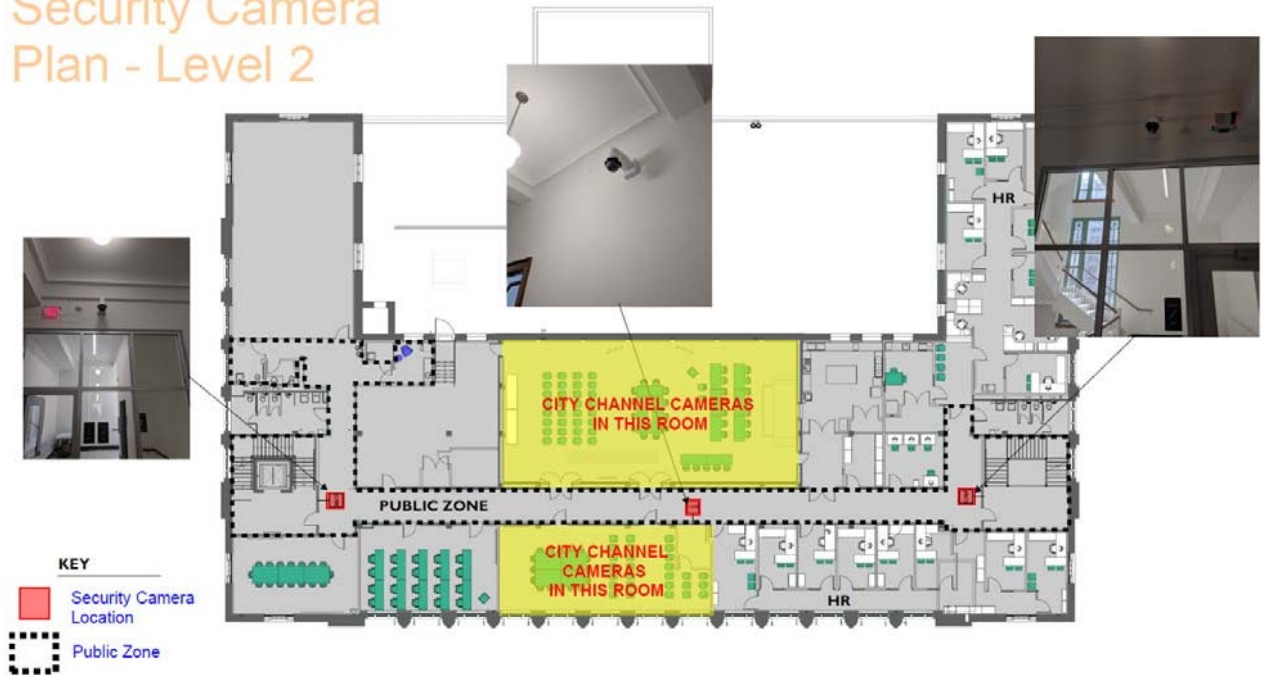 Security Camera
Plan - Level 2
HR
CITY CHANNEL CAMERAS
IN THIS ROOM
PUBLIC ZONE
CITY CHANNEL
CAMERAS
IN THIS ROOM
HR
KEY
Security Camera
Location
Public Zone